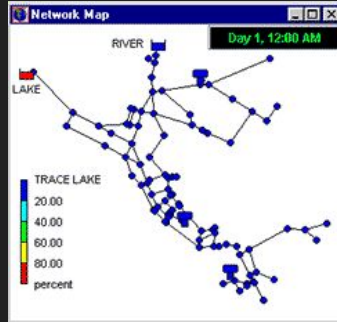 Network Map
RIVER
Day 1, 12:00 AM
LAKE
TRACE LAKE
20.00
40.00
60.00
80.00
percent